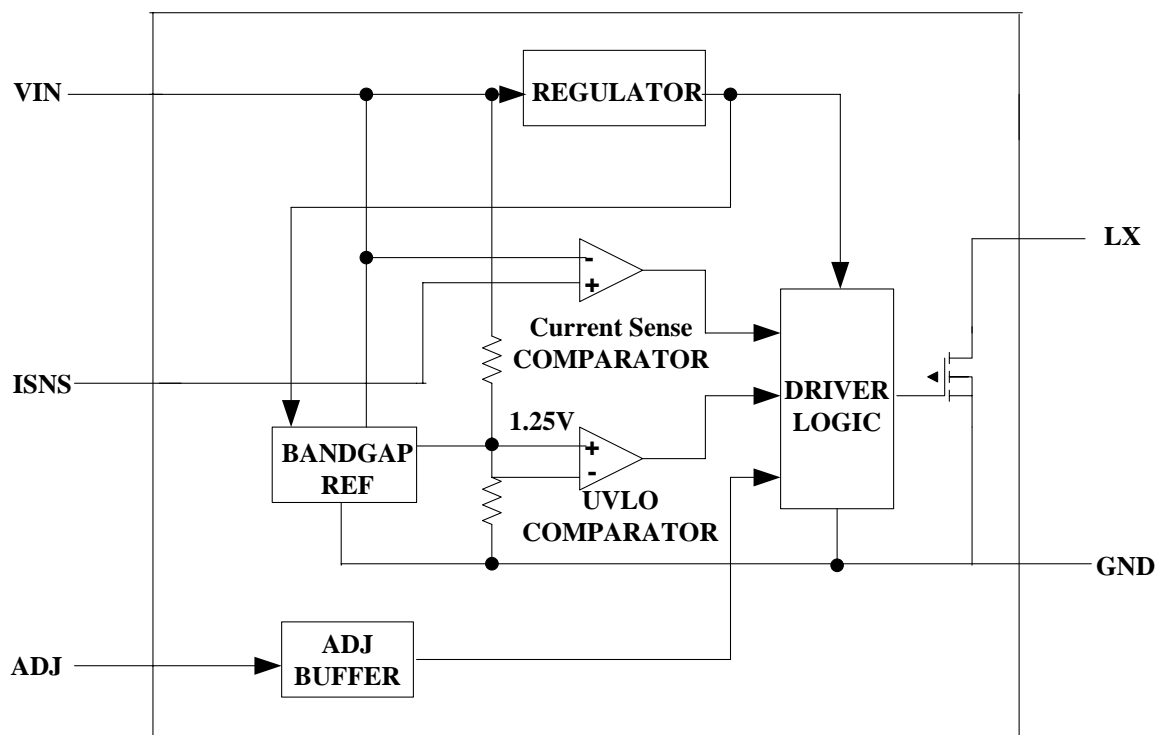 VIN
REGULATOR
LX
-
+
Current Sense
COMPARATOR
ISNS
DRIVER
LOGIC
1.25V
BANDGAP
REF
+
-
UVLO
COMPARATOR
GND
ADJ
ADJ
BUFFER